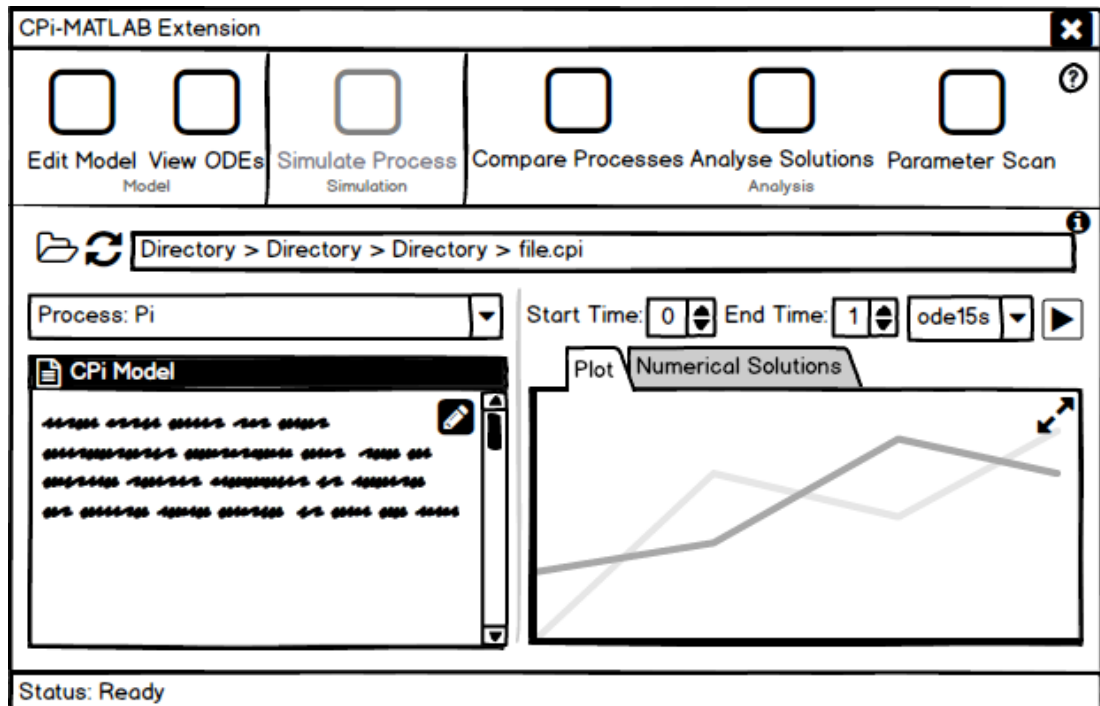 CPi-MATLAB Extension
Edit Model View ODEs Simulate Process Compare Processes Analyse Solutions Parameter Scan
Model Simulation Analysis
Directory > Directory > Directory > file.cpi
Process: Pi
Start Time: 0 End Time: 1 ode15s
CPi Model
Plot Numerical Solutions
Status: Ready